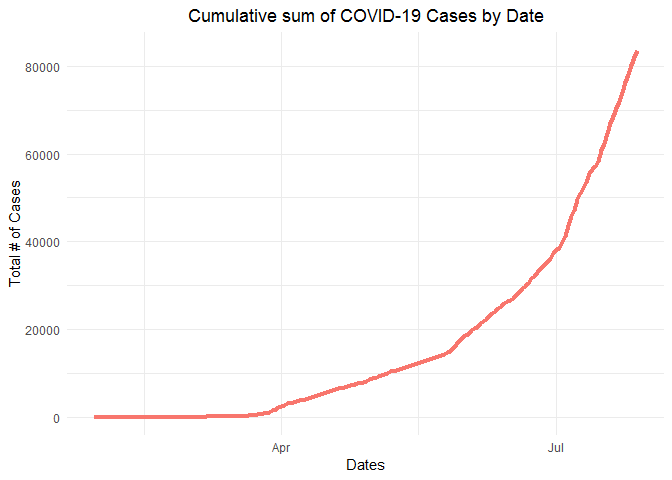 Cumulative sum of COVID-19 Cases by Date
80000
60000
40000
20000
0
Total # of Cases
Apr
Jul
Dates